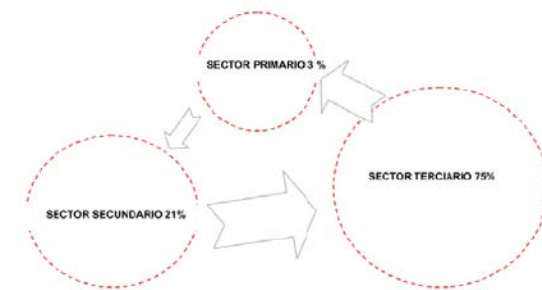 SECTOR PRIMARIO 3 %
SECTOR TERCIARIO 75%
SECTOR SECUNDARIO 21%